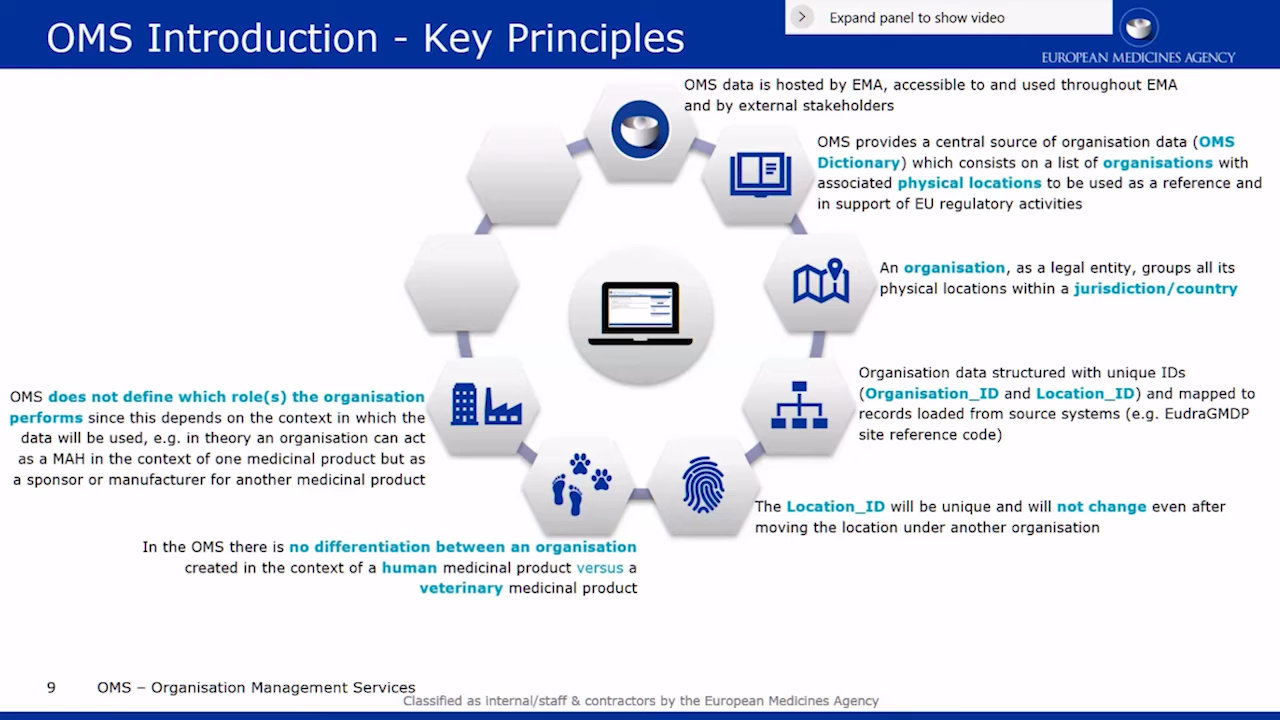 OMS Introduction - Key Principles
Expand panel to show video
EUROPEAN MEDICINES AGENCY
OMS data is hosted by EMA, accessible to and used throughout EMA
and by external stakeholders
OMS provides a central source of organisation data (OMS
Dictionary) which consists on a list of organisations with
associated physical locations to be used as a reference and
in support of EU regulatory activities
An organisation, as a legal entity, groups all its
physical locations within a jurisdiction/country
Organisation data structured with unique IDs
(Organisation_ID and Location_ID) and mapped to
records loaded from source systems (e.g. EudraGMDP
site reference code)
The Location_ID will be unique and will not change even after
moving the location under another organisation
In the OMS there is no differentiation between an organisation
created in the context of a human medicinal product versus a
veterinary medicinal product
OMS does not define which role(s) the organisation
performs since this depends on the context in which the
data will be used, e.g. in theory an organisation can act
as a MAH in the context of one medicinal product but as
a sponsor or manufacturer for another medicinal product
9 OMS – Organisation Management Services
Classified as internal/staff & contractors by the European Medicines Agency